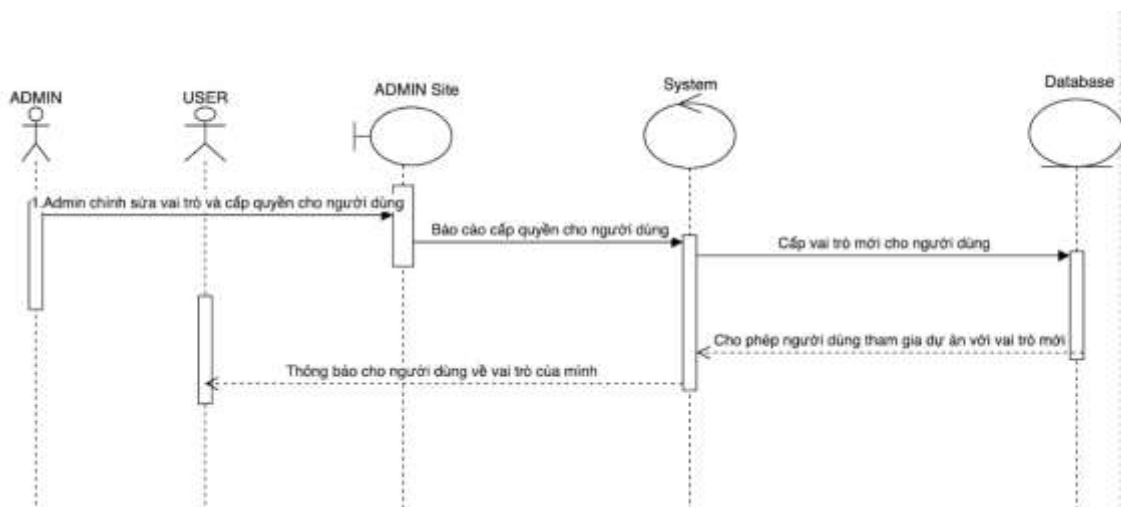 ADMIN
USER
ADMIN Site
System
Database
1.Admin chỉnh sửa vai trò và cấp quyền cho người dùng
Báo cáo cấp quyền cho người dùng
Cấp vai trò mới cho người dùng
Cho phép người dùng tham gia dự án với vai trò mới
Thông báo cho người dùng về vai trò của mình